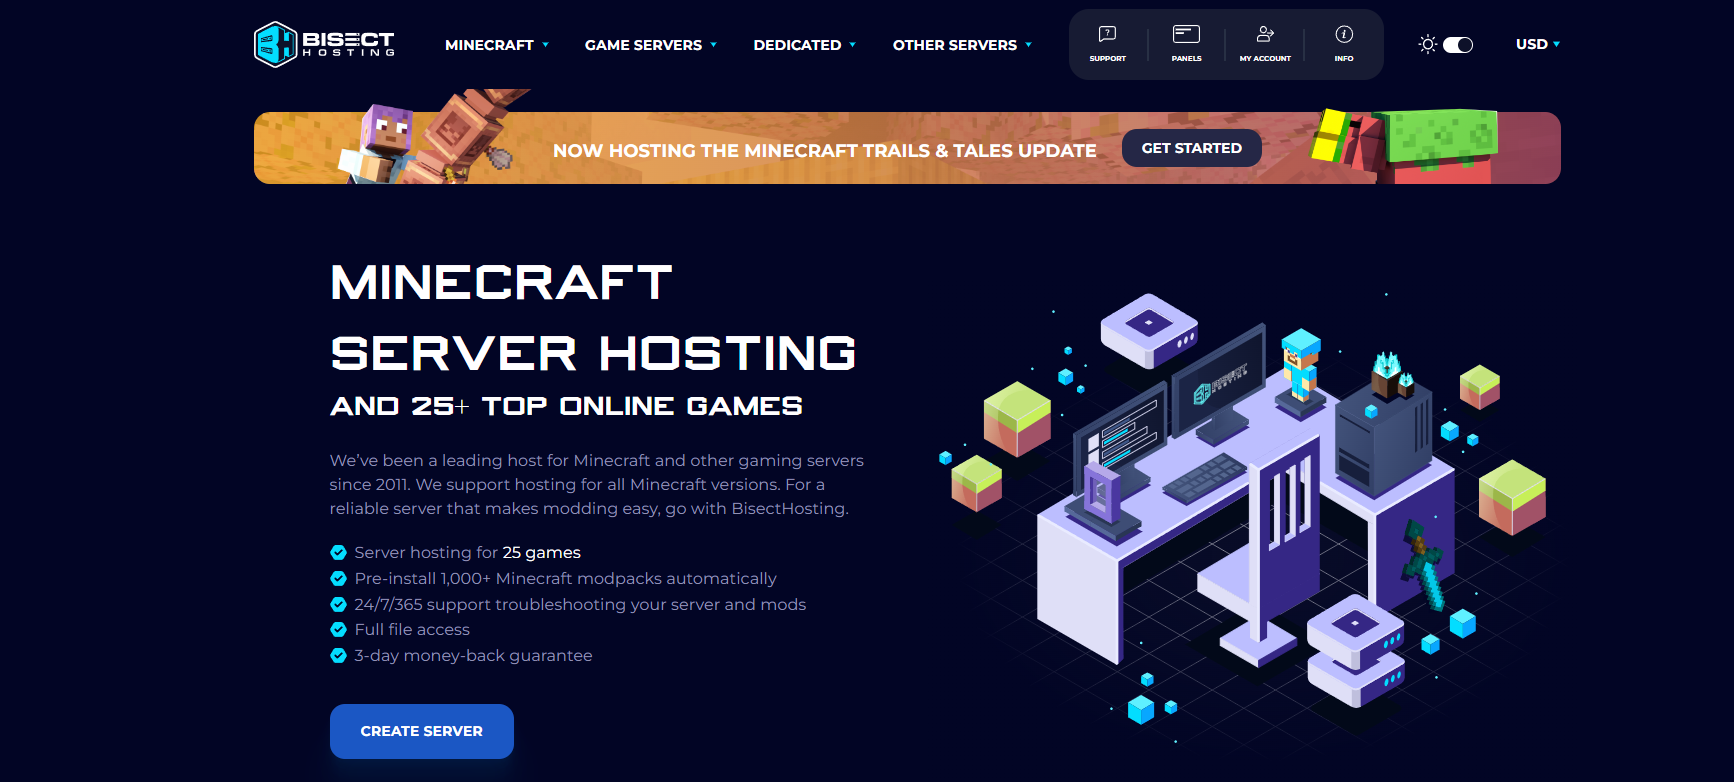 BISECT
HOSTING
MINECRAFT
GAME SERVERS
DEDICATED
OTHER SERVERS
SUPPORT
PANELS
MY ACCOUNT
INFO
USD
NOW HOSTING THE MINECRAFT TRAILS & TALES UPDATE
GET STARTED
MINECRAFT
SERVER HOSTING
AND 25+ TOP ONLINE GAMES
We’ve been a leading host for Minecraft and other gaming servers
since 2011. We support hosting for all Minecraft versions. For a
reliable server that makes modding easy, go with BisectHosting.
Server hosting for 25 games
Pre-install 1,000+ Minecraft modpacks automatically
24/7/365 support troubleshooting your server and mods
Full file access
3-day money-back guarantee
CREATE SERVER
BISECT
HOSTING